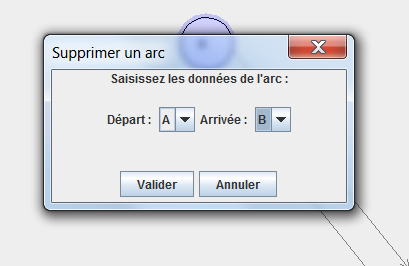 Supprimer un arc
Saisissez les données de l'arc :
Départ : A Arrivée : B
Valider Annuler